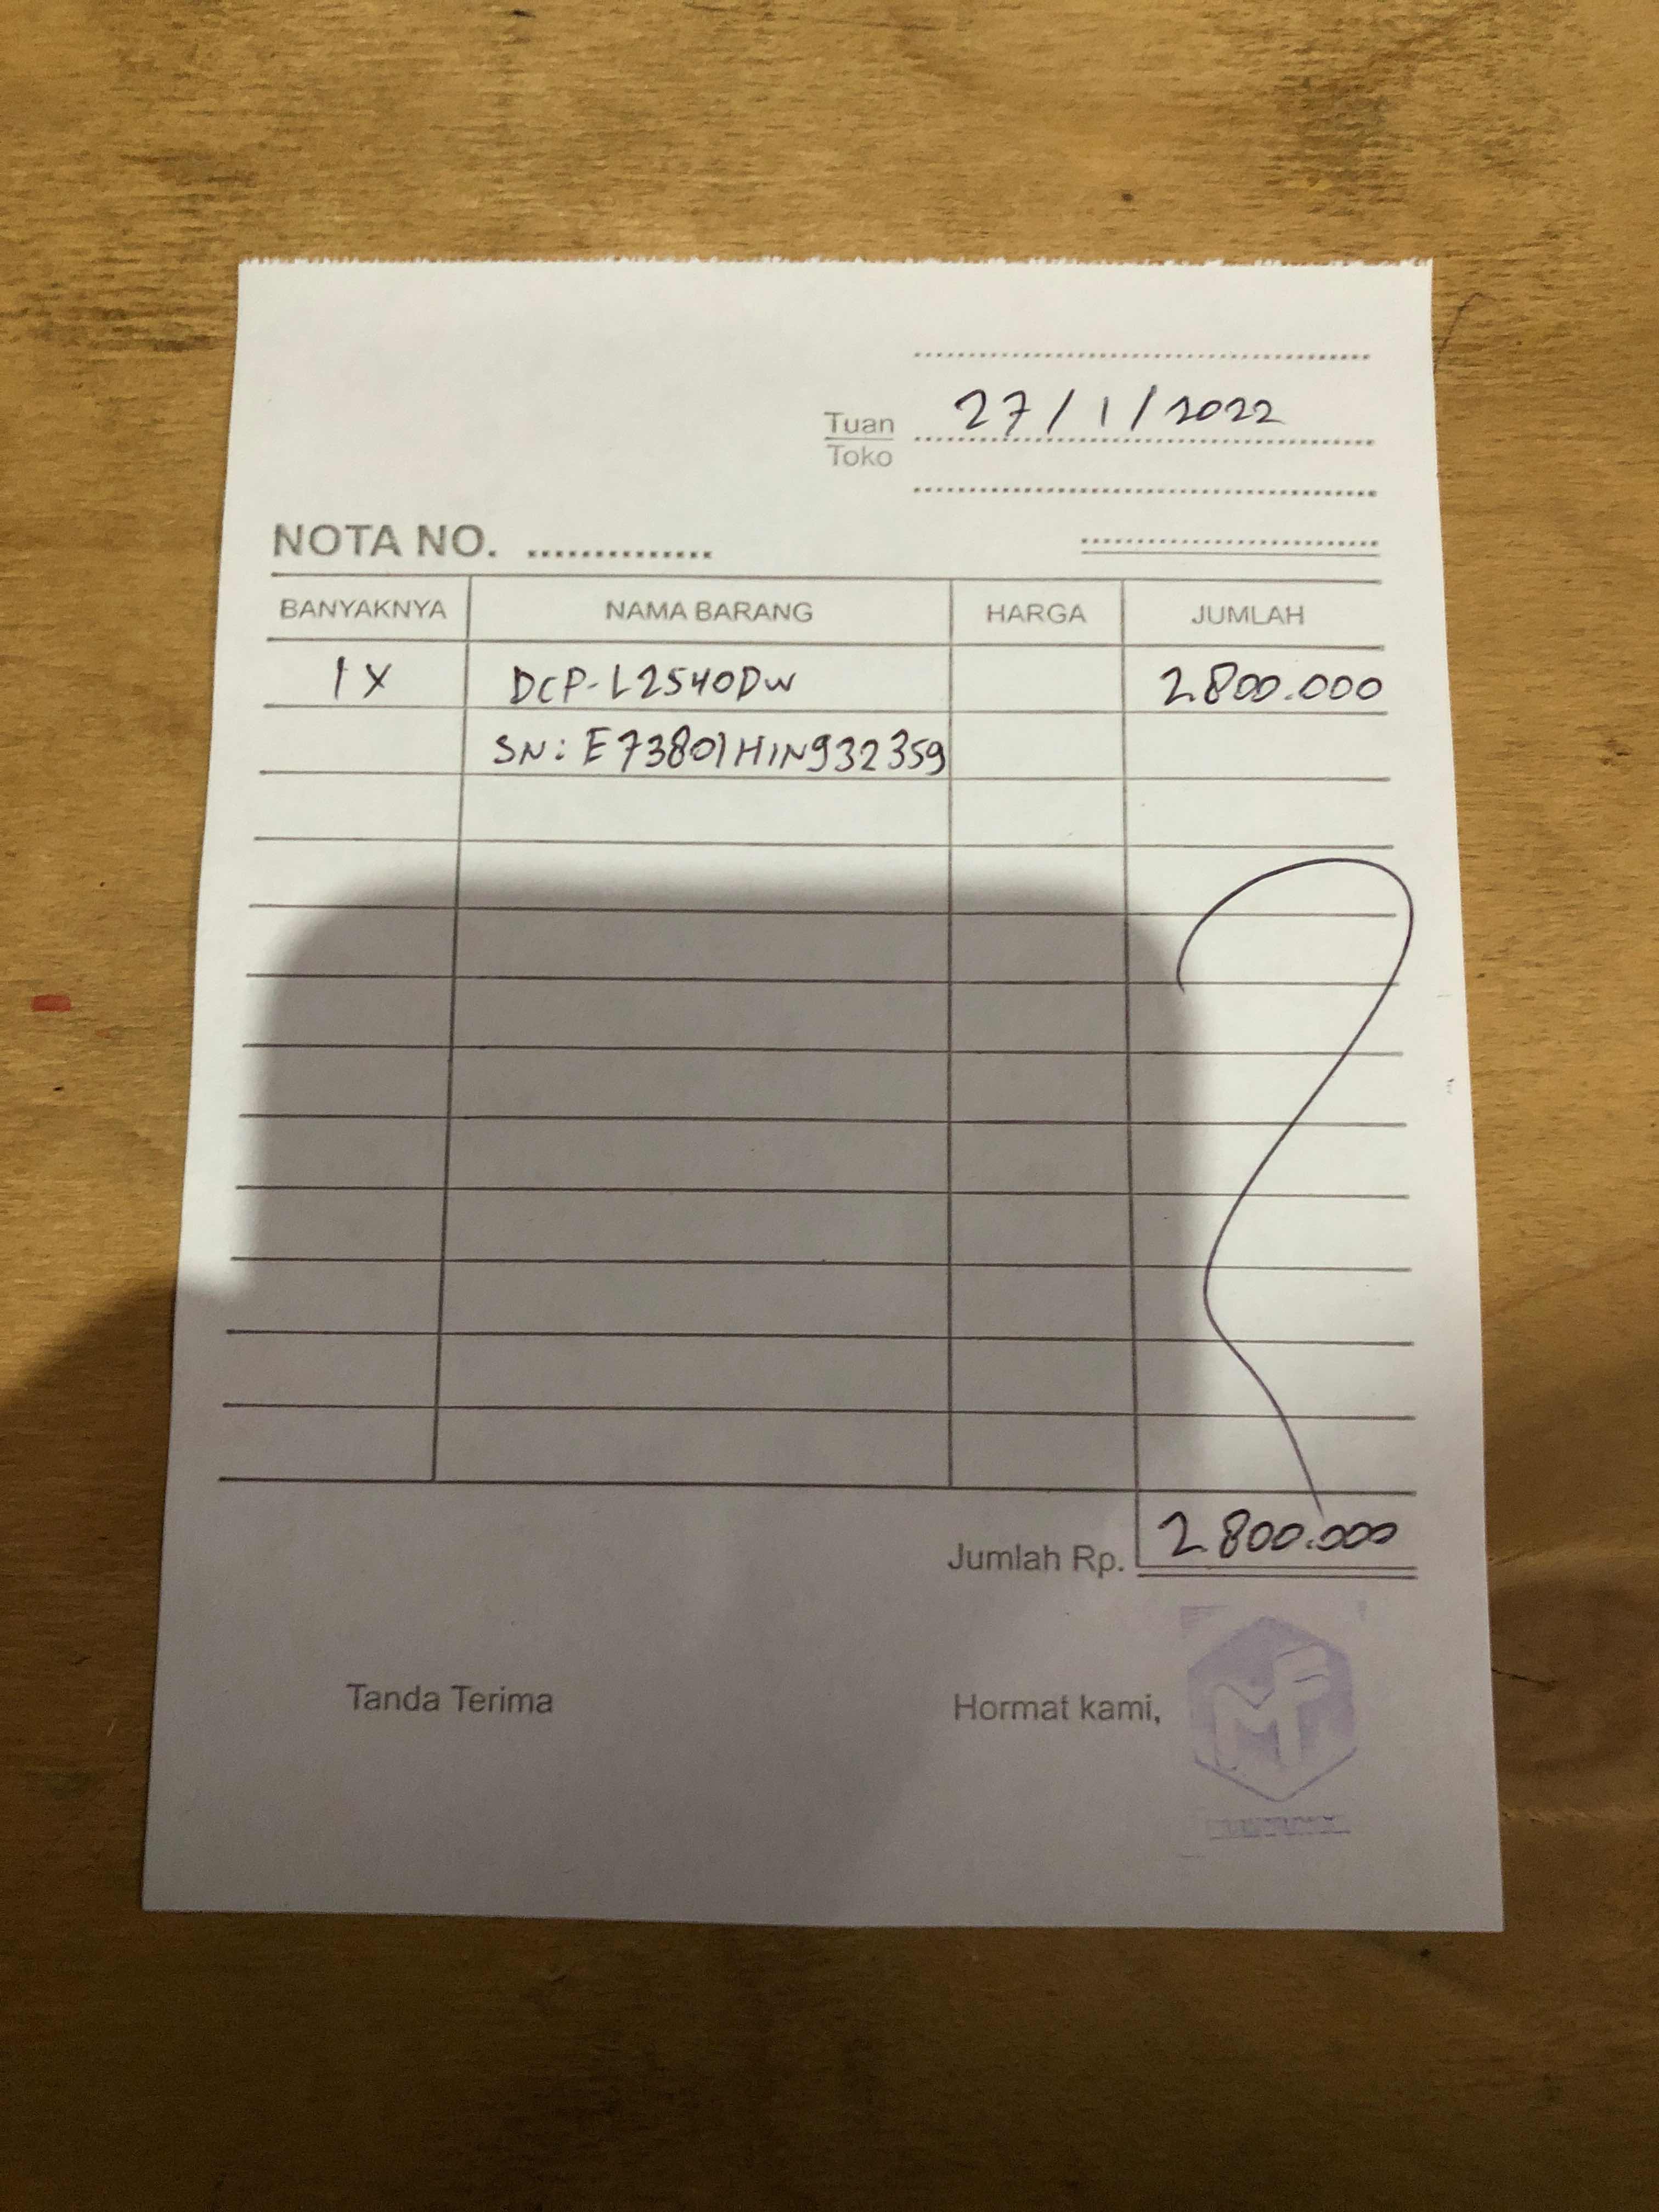 27/1/2022
Tuan
Toko
NOTA NO. ..............
BANYAKNYA NAMA BARANG HARGA JUMLAH
1 X DCP-L2540DW 2.800.000
SN: E73801H1N932359
Jumlah Rp. 2.800.000
Tanda Terima Hormat kami,
MF